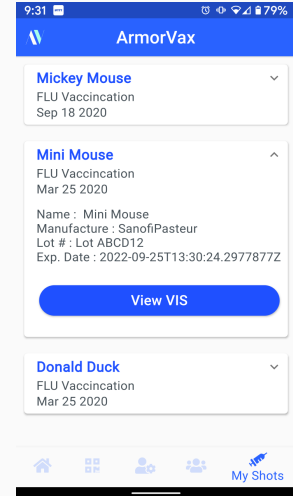 9:31 79%
ArmorVax
Mickey Mouse
FLU Vaccincation
Sep 18 2020
Mini Mouse
FLU Vaccincation
Mar 25 2020
Name : Mini Mouse
Manufacture : SanofiPasteur
Lot # : Lot ABCD12
Exp. Date : 2022-09-25T13:30:24.2977877Z
View VIS
Donald Duck
FLU Vaccincation
Mar 25 2020
My Shots